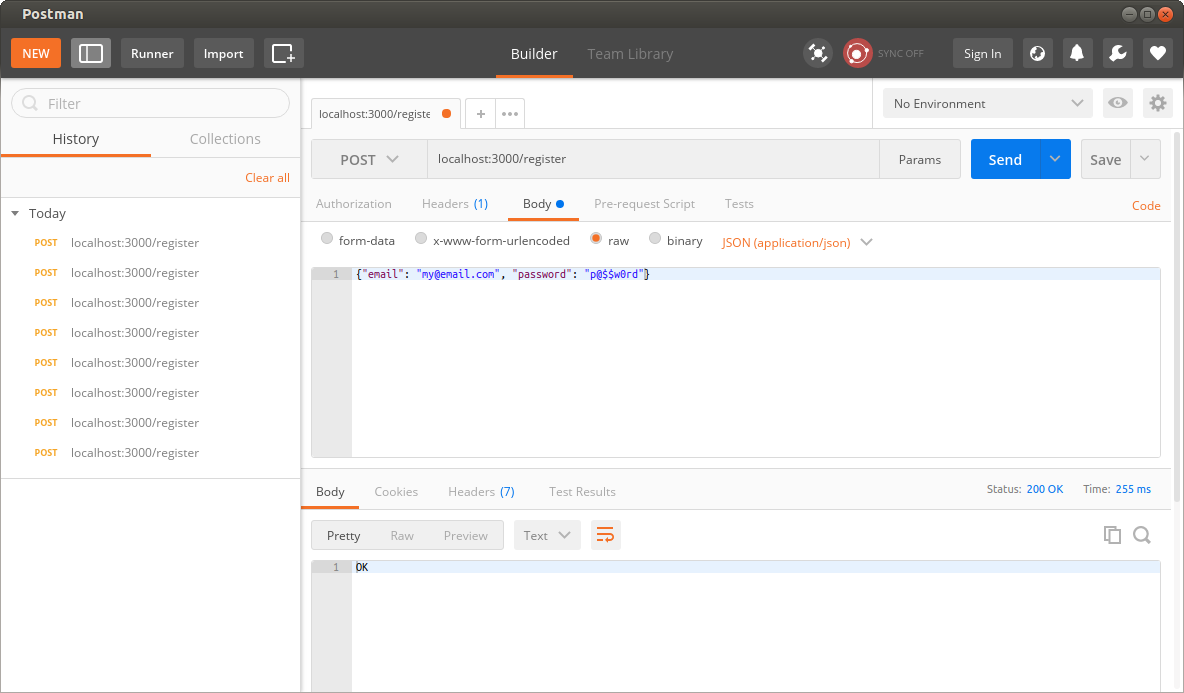 Postman
NEW Runner Import Builder Team Library SYNC OFF Sign In
Filter
History Collections
Clear all
Today
POST localhost:3000/register
POST localhost:3000/register
POST localhost:3000/register
POST localhost:3000/register
POST localhost:3000/register
POST localhost:3000/register
POST localhost:3000/register
POST localhost:3000/register
localhost:3000/registe + ••• No Environment
POST localhost:3000/register Params Send Save
Authorization Headers (1) Body Pre-request Script Tests Code
form-data x-www-form-urlencoded raw binary JSON (application/json)
1 {"email": "my@email.com", "password": "p@$$w0rd"}
Body Cookies Headers (7) Test Results Status: 200 OK Time: 255 ms
Pretty Raw Preview Text
1 OK